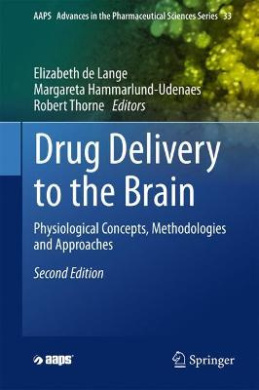 AAPS Advances in the Pharmaceutical Sciences Series 33
Elizabeth de Lange
Margareta Hammarlund-Udenaes
Robert Thorne Editors
Drug Delivery
to the Brain
Physiological Concepts, Methodologies
and Approaches
Second Edition
aaps
Springer